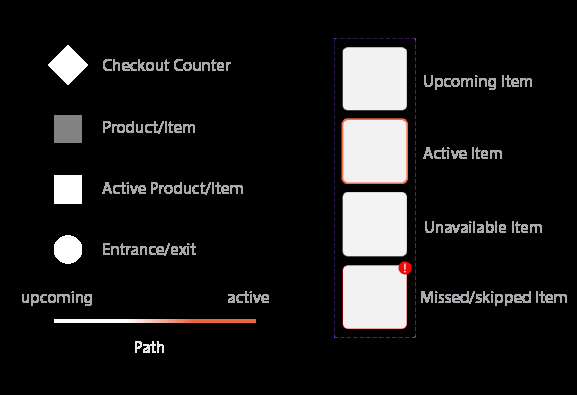 Checkout Counter
Product/Item
Active Product/Item
Entrance/exit
upcoming active
Path
Upcoming Item
Active Item
Unavailable Item
!
Missed/skipped Item